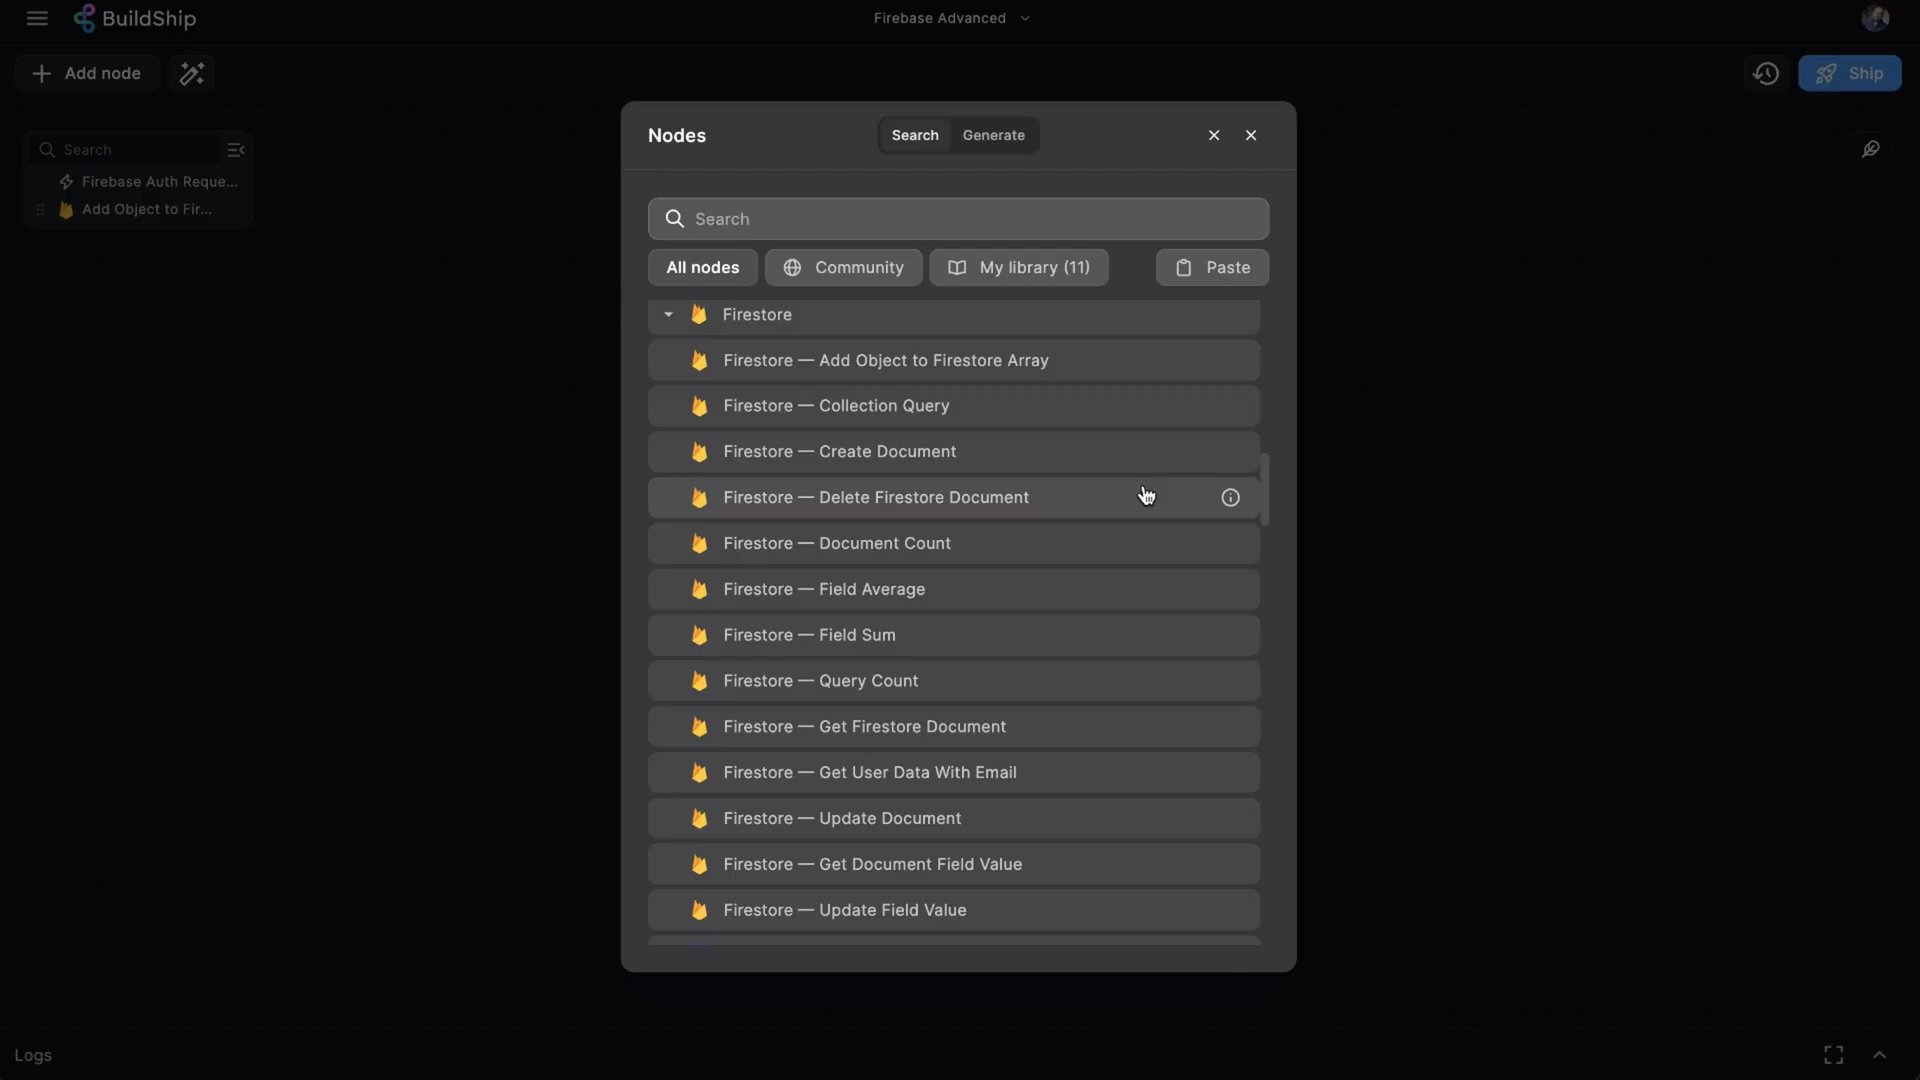 BuildShip
Firebase Advanced
Add node
Ship
Search
Firebase Auth Reque...
Add Object to Fir...
Nodes
Search
Generate
Search
All nodes
Community
My library (11)
Paste
Firestore
Firestore — Add Object to Firestore Array
Firestore — Collection Query
Firestore — Create Document
Firestore — Delete Firestore Document
Firestore — Document Count
Firestore — Field Average
Firestore — Field Sum
Firestore — Query Count
Firestore — Get Firestore Document
Firestore — Get User Data With Email
Firestore — Update Document
Firestore — Get Document Field Value
Firestore — Update Field Value
Logs